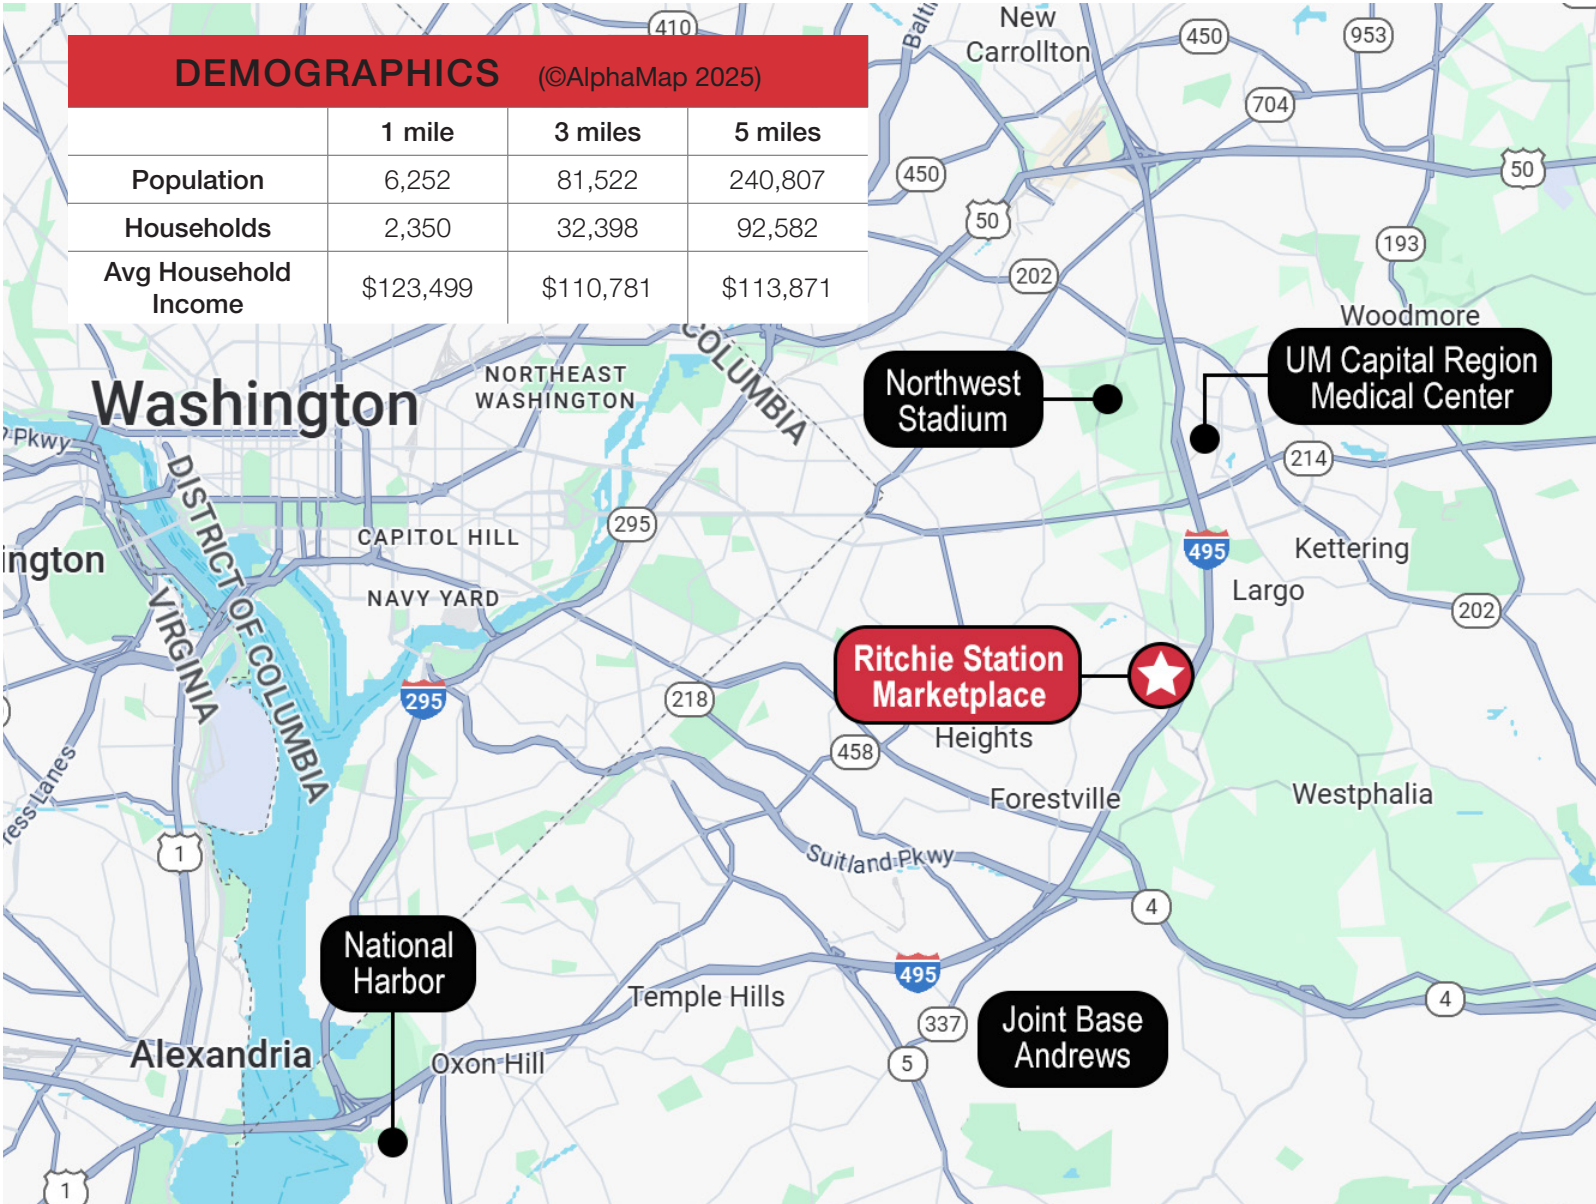 410
Balti
New
Carrollton
450
953
DEMOGRAPHICS (©AlphaMap 2025)
704
1 mile 3 miles 5 miles
Population 6,252 81,522 240,807
450
50
Households 2,350 32,398 92,582
50
193
Avg Household
Income $123,499 $110,781 $113,871
202
Woodmore
COLUMBIA
UM Capital Region
Medical Center
NORTHEAST
WASHINGTON
Northwest
Stadium
Washington
Pkwy
214
DISTRICT OF COLUMBIA
295
CAPITOL HILL
495
Kettering
ington
Largo
NAVY YARD
202
VIRGINIA
Ritchie Station
Marketplace
295
218
Heights
458
ress Lanes
Forestville
Westphalia
1
Suitland Pkwy
4
National
Harbor
495
Temple Hills
4
337
Joint Base
Andrews
Alexandria
Oxon Hill
5
1